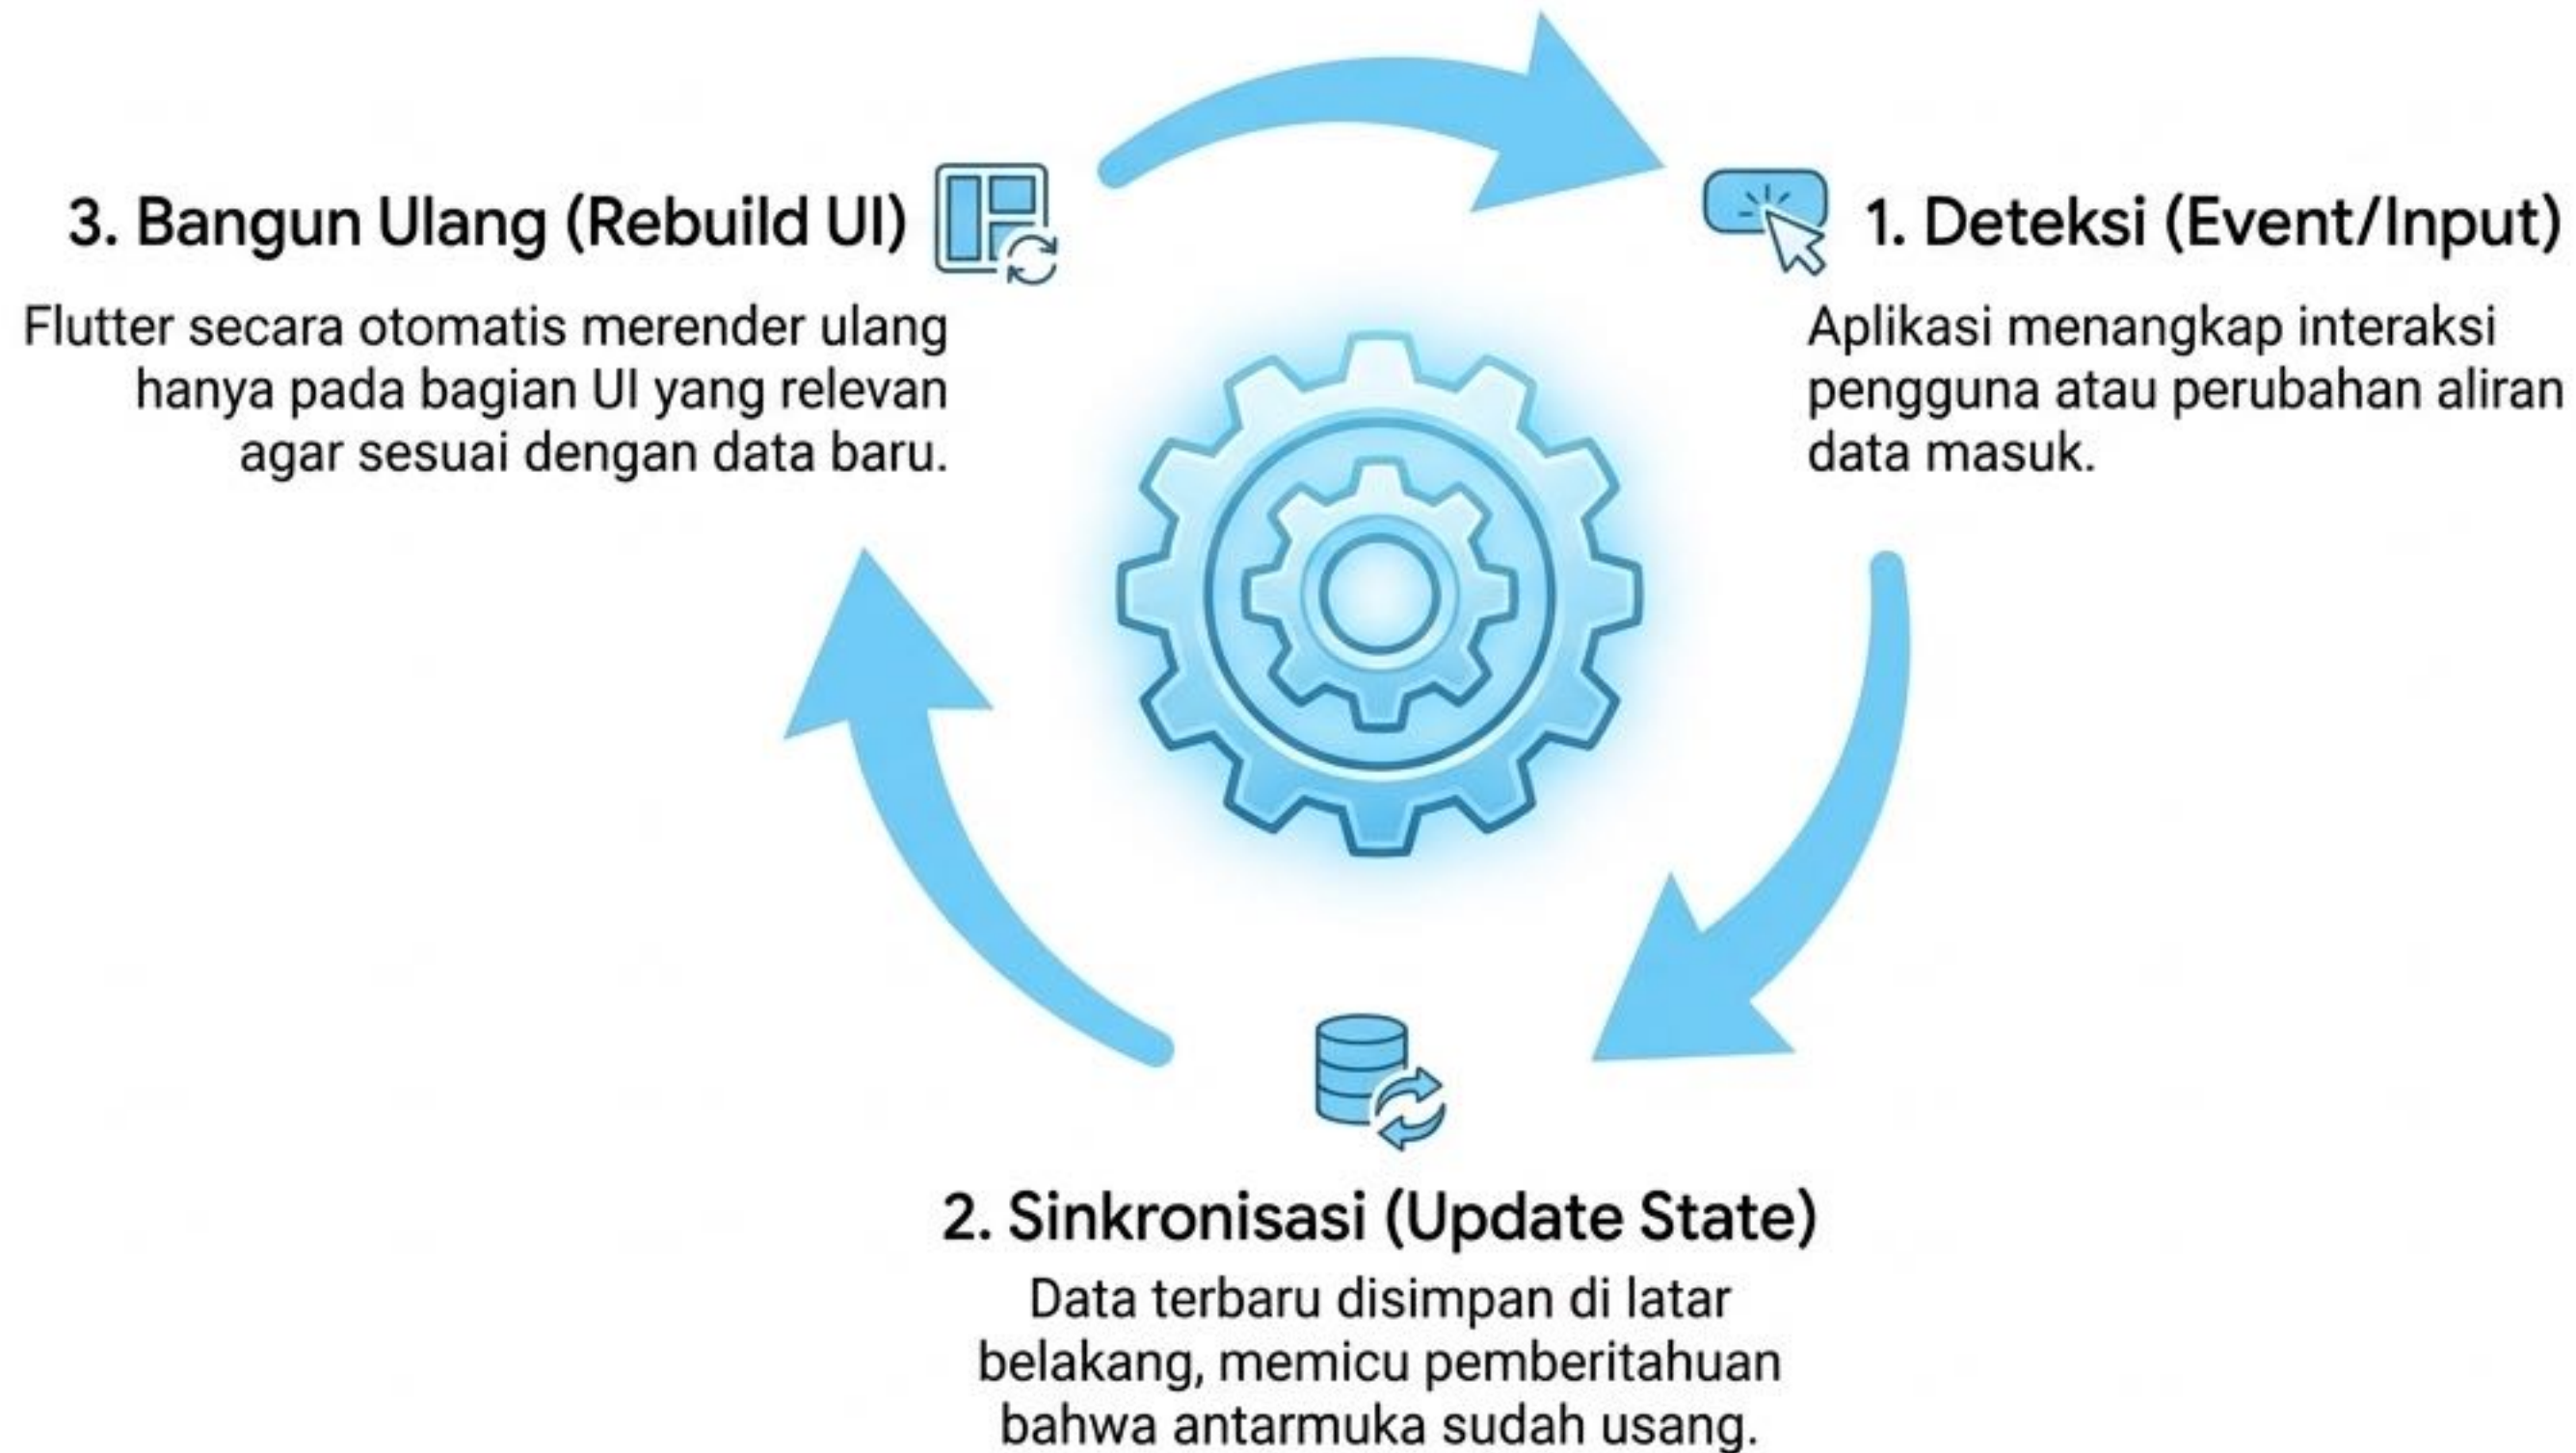 3. Bangun Ulang (Rebuild UI)
Flutter secara otomatis merender ulang
hanya pada bagian UI yang relevan
agar sesuai dengan data baru.
1. Deteksi (Event/Input)
Aplikasi menangkap interaksi
pengguna atau perubahan aliran
data masuk.
2. Sinkronisasi (Update State)
Data terbaru disimpan di latar
belakang, memicu pemberitahuan
bahwa antarmuka sudah usang.